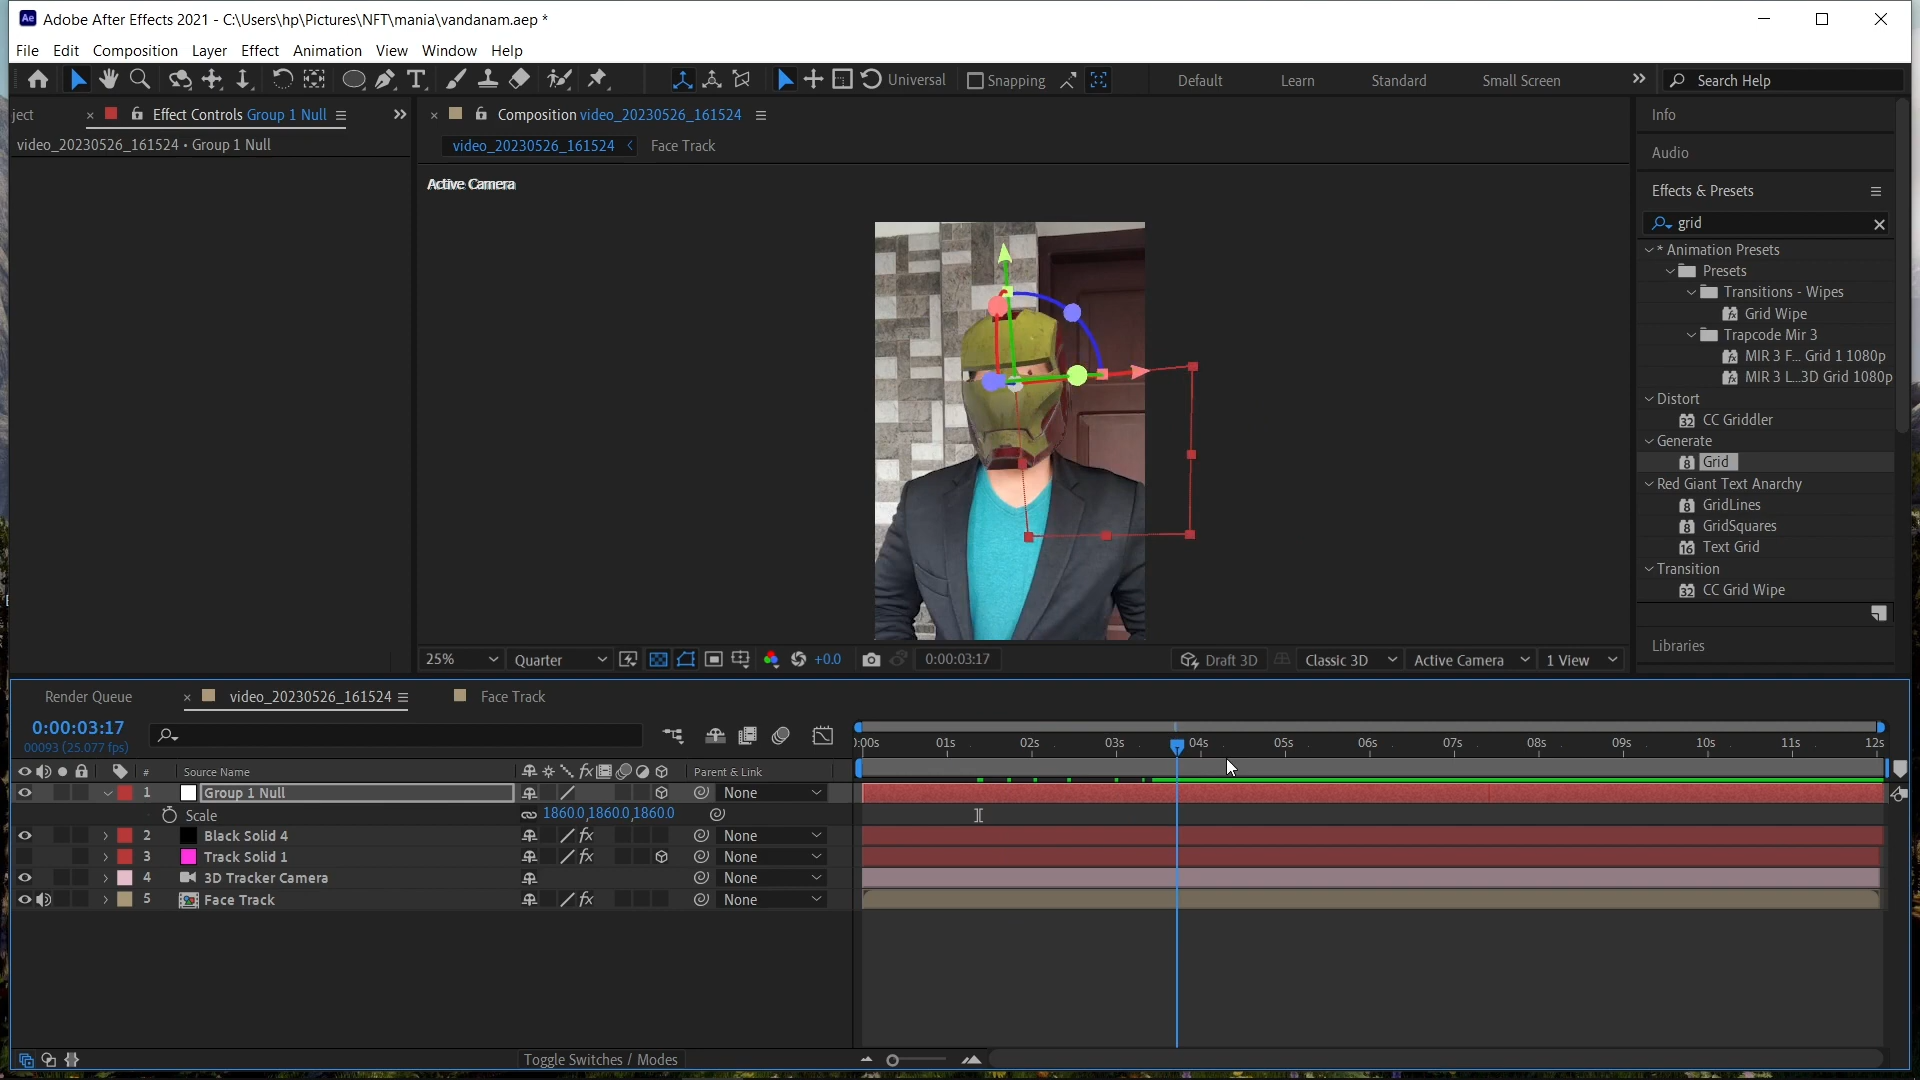 Adobe After Effects 2021 - C:\Users\hp\Pictures\NFT\mania\vandanam.aep *
File Edit Composition Layer Effect Animation View Window Help
Universal Snapping Default Learn Standard Small Screen Search Help
ject Effect Controls Group 1 Null
Composition video_20230526_161524
video_20230526_161524 • Group 1 Null
video_20230526_161524 Face Track
Active Camera
Info
Audio
Effects & Presets
grid
* Animation Presets
Presets
Transitions - Wipes
Grid Wipe
Trapcode Mir 3
MIR 3 F... Grid 1 1080p
MIR 3 L...3D Grid 1080p
Distort
32 CC Griddler
Generate
8 Grid
Red Giant Text Anarchy
8 GridLines
8 GridSquares
16 Text Grid
Transition
32 CC Grid Wipe
Libraries
25% Quarter +0.0 0:00:03:17 Draft 3D Classic 3D Active Camera 1 View
Render Queue video_20230526_161524 Face Track
0:00:03:17
00093 (25.077 fps)
):00s 01s 02s 03s 04s 05s 06s 07s 08s 09s 10s 11s 12s
# Source Name Parent & Link
1 Group 1 Null None
Scale 1860.0,1860.0,1860.0
2 Black Solid 4 None
3 Track Solid 1 None
4 3D Tracker Camera None
5 Face Track None
Toggle Switches / Modes